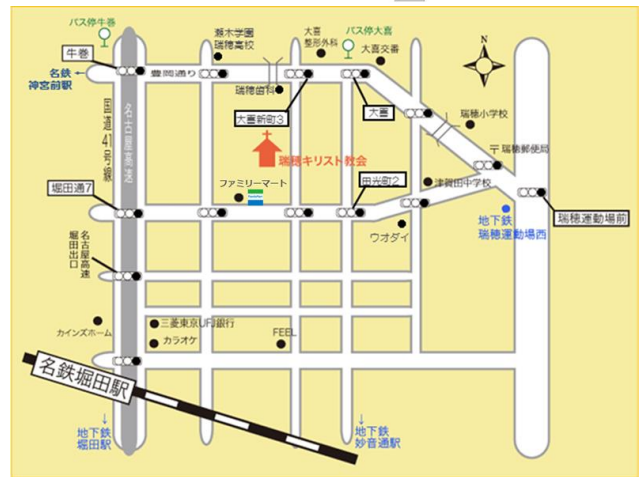 バス停牛巻
牛巻
名鉄
神宮前駅
国道41号線
名古屋高速
瀬木学園
瑞穂高校
豊岡通り
瑞穂歯科
大喜
整形外科
バス停大喜
大喜交番
大喜新町3
大喜
瑞穂小学校
瑞穂キリスト教会
〒瑞穂郵便局
N
堀田通7
ファミリーマート
田光町2
津賀田中学校
瑞穂運動場前
地下鉄
瑞穂運動場西
ウオダイ
名古屋高速
堀田出口
カインズホーム
三菱東京UFJ銀行
カラオケ
FEEL
名鉄堀田駅
地下鉄
堀田駅
地下鉄
妙音通駅